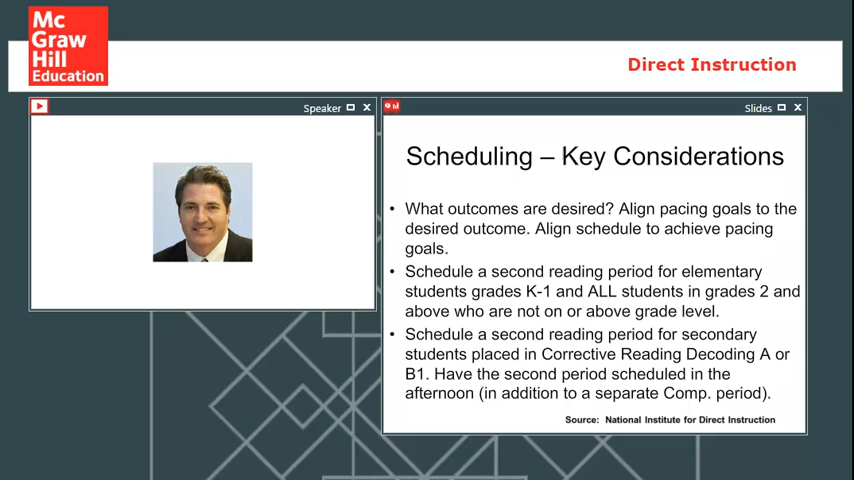 Mc
Graw
Hill
Education
Direct Instruction
Speaker
Slides
Scheduling – Key Considerations
• What outcomes are desired? Align pacing goals to the
desired outcome. Align schedule to achieve pacing
goals.
• Schedule a second reading period for elementary
students grades K-1 and ALL students in grades 2 and
above who are not on or above grade level.
• Schedule a second reading period for secondary
students placed in Corrective Reading Decoding A or
B1. Have the second period scheduled in the
afternoon (in addition to a separate Comp. period).
Source: National Institute for Direct Instruction